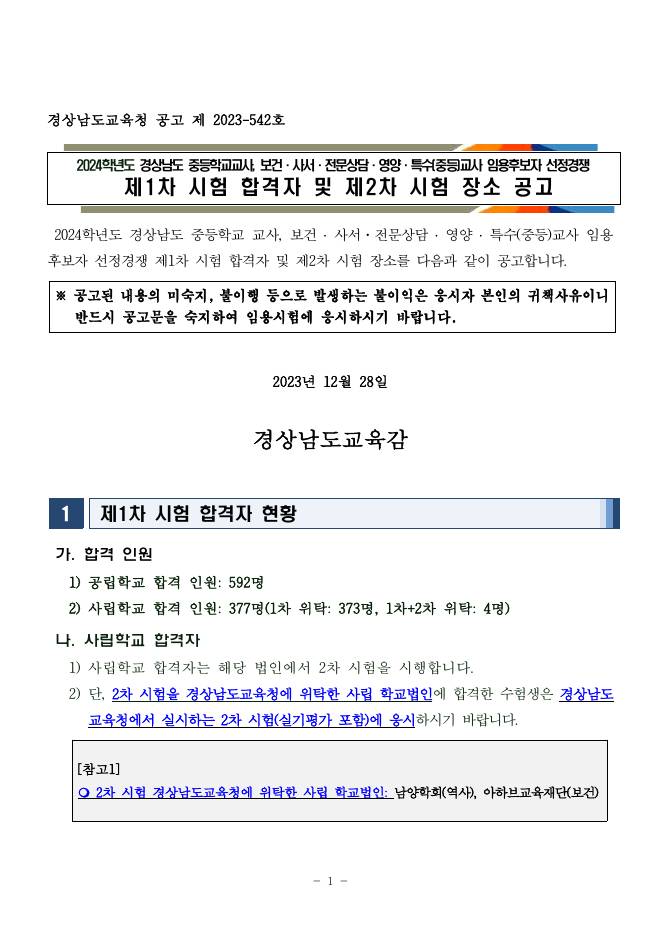 경상남도교육청 공고 제 2023-542호
2024학년도 경상남도 중등학교교사, 보건·사서·전문상담·영양·특수(중등)교사 임용후보자 선정경쟁
제1차 시험 합격자 및 제2차 시험 장소 공고
2024학년도 경상남도 중등학교 교사, 보건 · 사서 · 전문상담 · 영양 · 특수(중등)교사 임용
후보자 선정경쟁 제1차 시험 합격자 및 제2차 시험 장소를 다음과 같이 공고합니다.
※ 공고된 내용의 미숙지, 불이행 등으로 발생하는 불이익은 응시자 본인의 귀책사유이니
반드시 공고문을 숙지하여 임용시험에 응시하시기 바랍니다.
2023년 12월 28일
경상남도교육감
1 제1차 시험 합격자 현황
가. 합격 인원
1) 공립학교 합격 인원: 592명
2) 사립학교 합격 인원: 377명(1차 위탁: 373명, 1차+2차 위탁: 4명)
나. 사립학교 합격자
1) 사립학교 합격자는 해당 법인에서 2차 시험을 시행합니다.
2) 단, 2차 시험을 경상남도교육청에 위탁한 사립 학교법인에 합격한 수험생은 경상남도
교육청에서 실시하는 2차 시험(실기평가 포함)에 응시하시기 바랍니다.
[참고1]
❍ 2차 시험 경상남도교육청에 위탁한 사립 학교법인: 남양학회(역사), 아하브교육재단(보건)
- 1 -